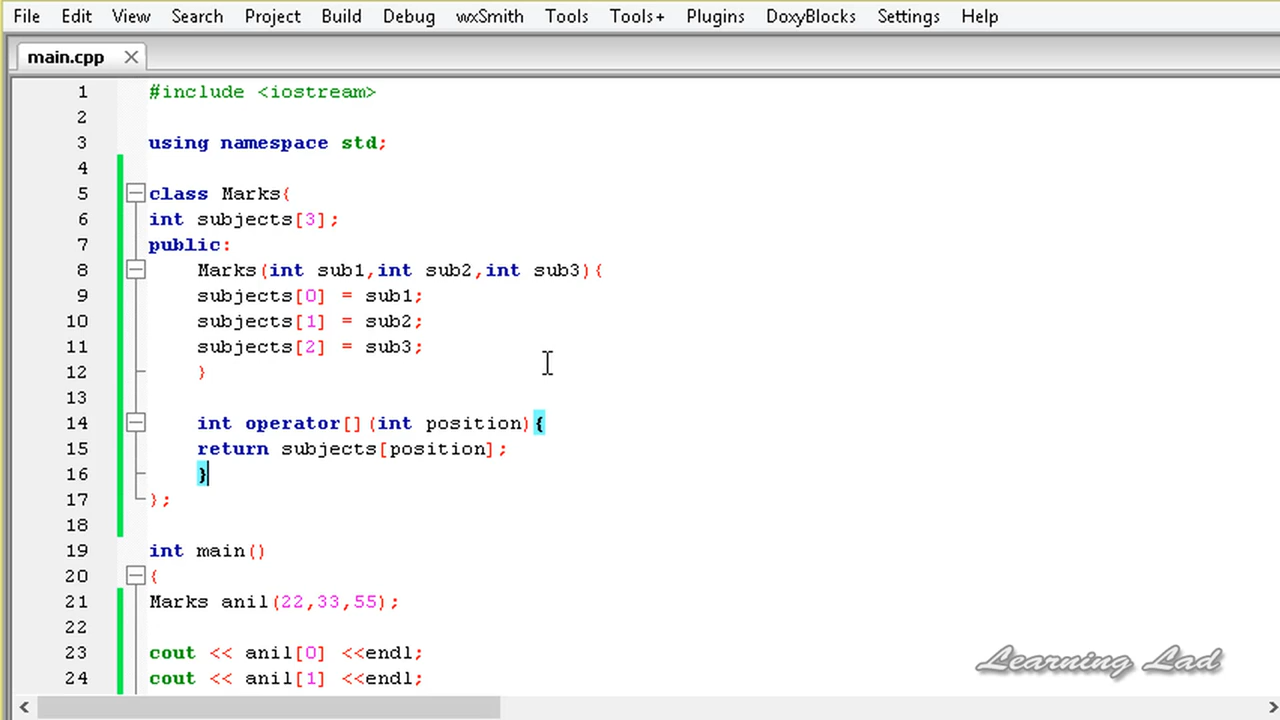 File Edit View Search Project Build Debug wxSmith Tools Tools+ Plugins DoxyBlocks Settings Help
main.cpp
1 #include <iostream>
2
3 using namespace std;
4
5 class Marks{
6 int subjects[3];
7 public:
8 Marks(int sub1,int sub2,int sub3){
9 subjects[0] = sub1;
10 subjects[1] = sub2;
11 subjects[2] = sub3;
12 }
13
14 int operator[](int position){
15 return subjects[position];
16 }
17 };
18
19 int main()
20 {
21 Marks anil(22,33,55);
22
23 cout << anil[0] <<endl;
24 cout << anil[1] <<endl;
Learning Lad